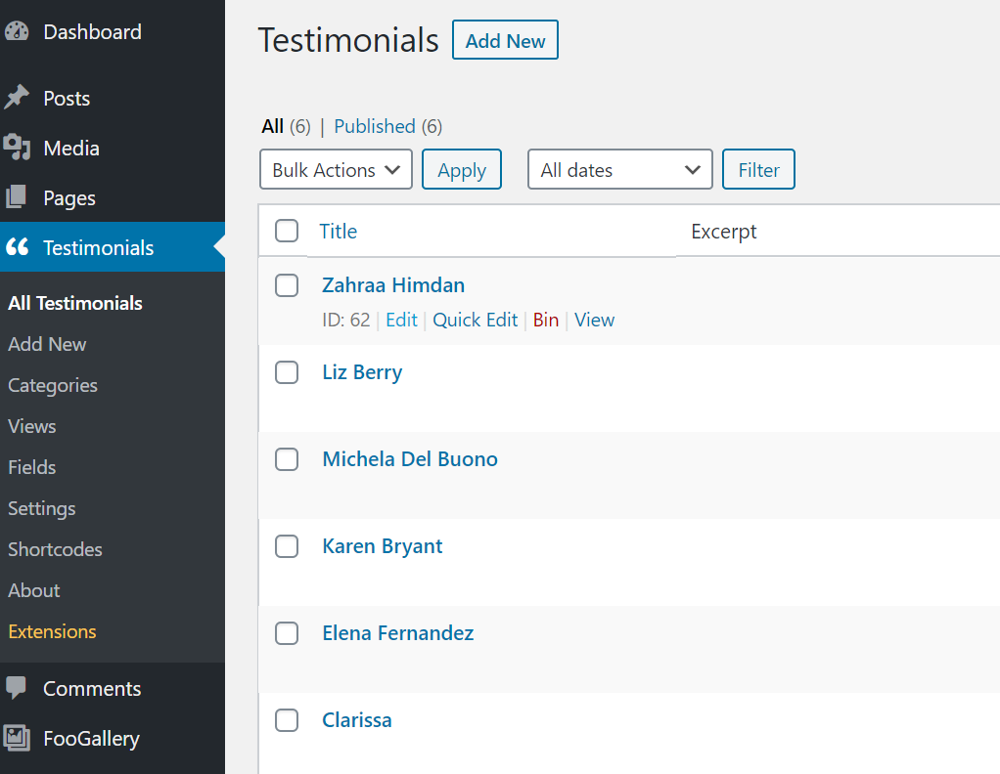 Dashboard
Posts
Media
Pages
Testimonials
All Testimonials
Add New
Categories
Views
Fields
Settings
Shortcodes
About
Extensions
Comments
FooGallery
Testimonials Add New
All (6) | Published (6)
Bulk Actions Apply All dates Filter
Title Excerpt
Zahraa Himdan
ID: 62 | Edit | Quick Edit | Bin | View
Liz Berry
Michela Del Buono
Karen Bryant
Elena Fernandez
Clarissa